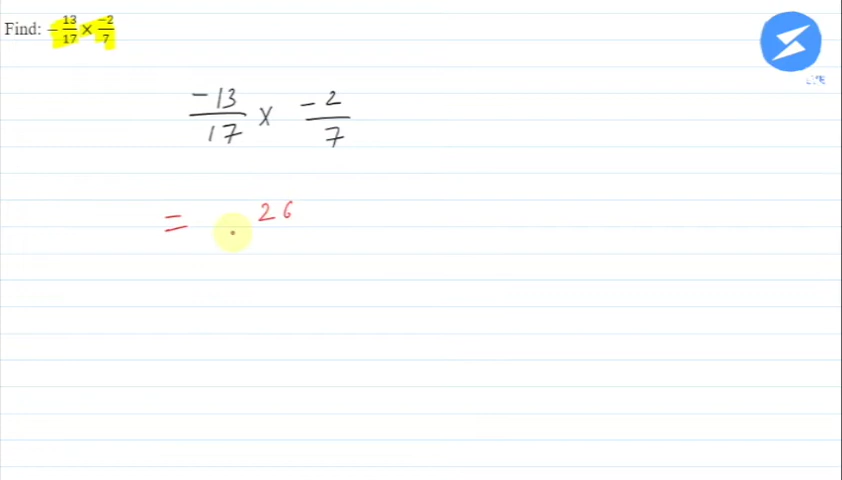 Find: −13/17 × −2/7
-13/17 x -2/7
= 26